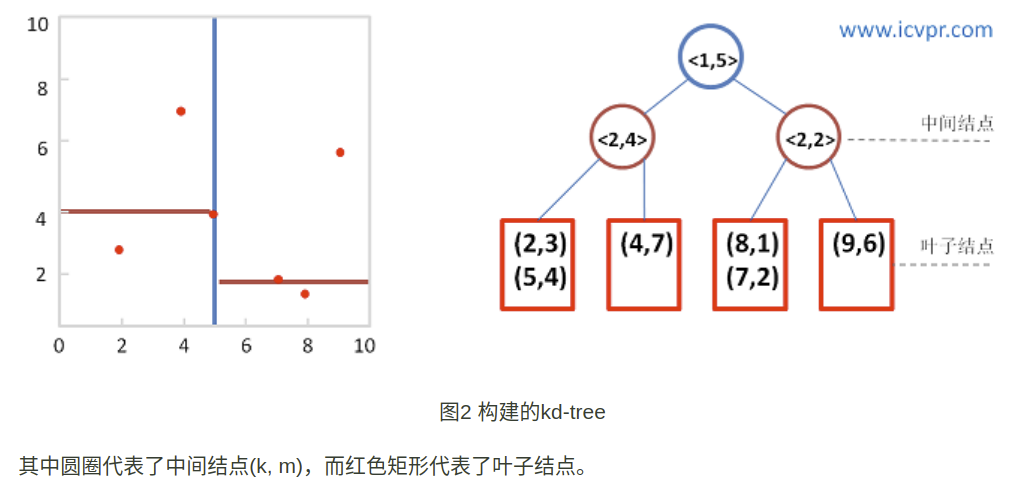 www.icvpr.com
10
8
6
4
2
0 2 4 6 8 10
<1,5>
<2,4> <2,2>
中间结点
(2,3) (4,7) (8,1) (9,6)
(5,4) (7,2)
叶子结点
图2 构建的kd-tree
其中圆圈代表了中间结点(k, m)，而红色矩形代表了叶子结点。